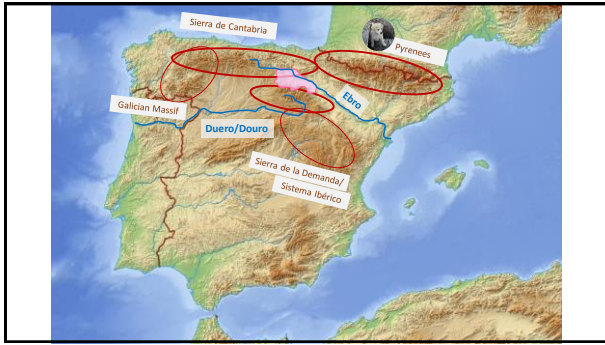 Sierra de Cantabria
Pyrenees
Galician Massif
Ebro
Duero/Douro
Sierra de la Demanda/
Sistema Ibérico